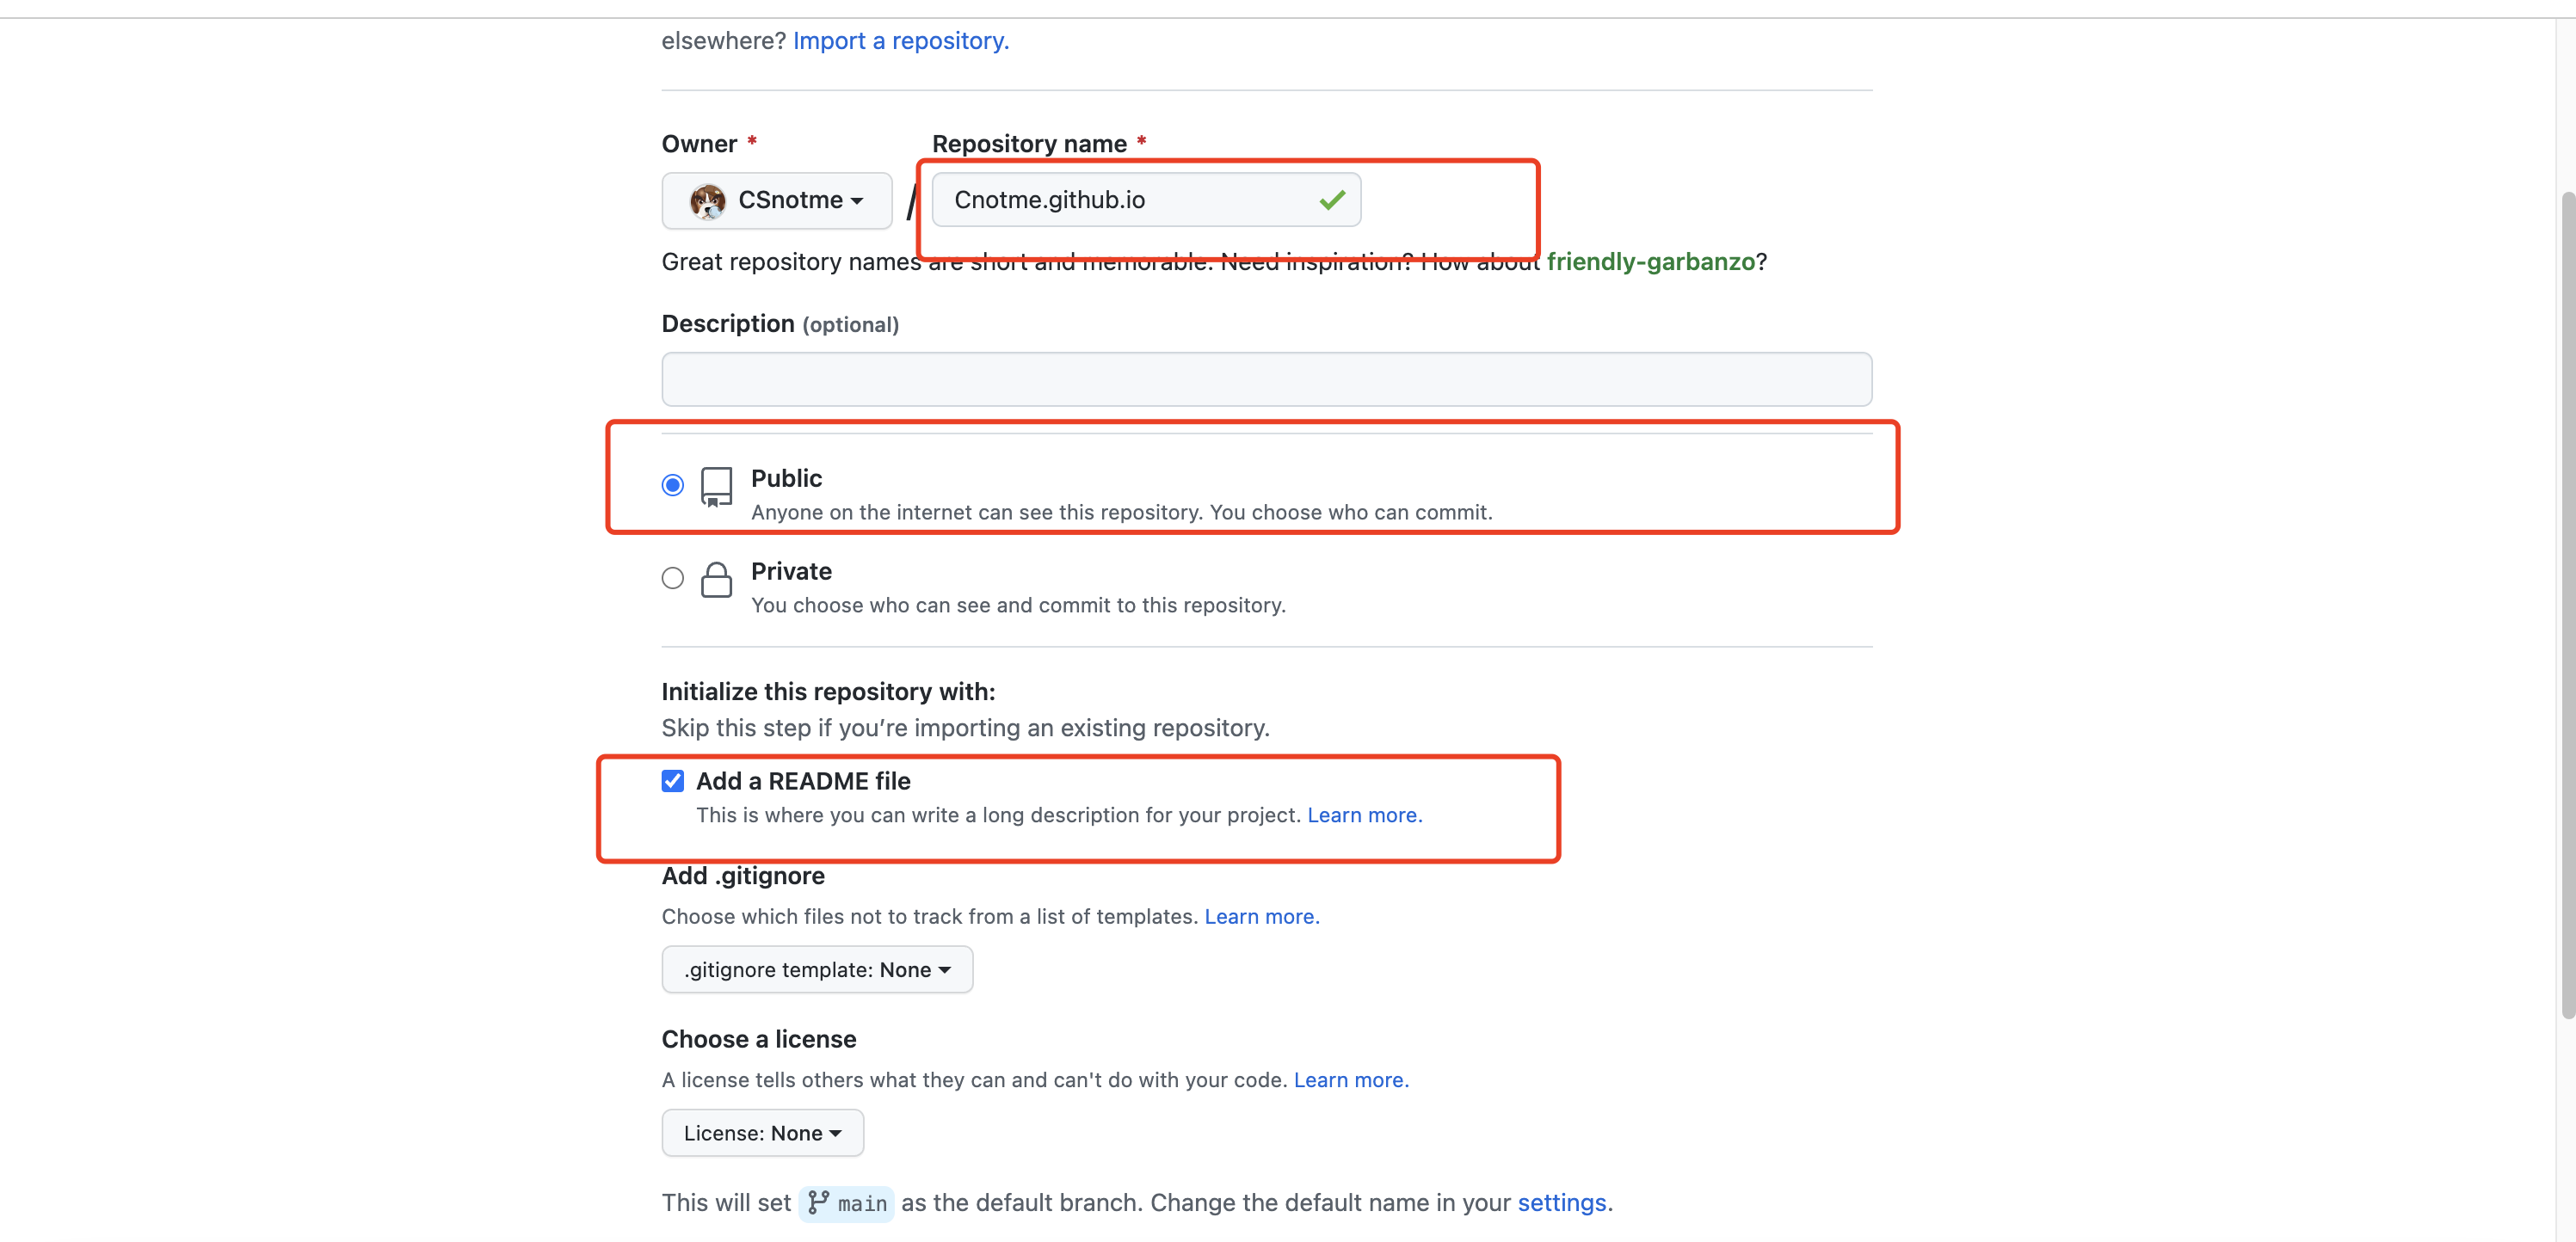 elsewhere? Import a repository.
Owner * Repository name *
CSnotme / Cnotme.github.io
Great repository names are short and memorable. Need inspiration? How about friendly-garbanzo?
Description (optional)
Public
Anyone on the internet can see this repository. You choose who can commit.
Private
You choose who can see and commit to this repository.
Initialize this repository with:
Skip this step if you’re importing an existing repository.
Add a README file
This is where you can write a long description for your project. Learn more.
Add .gitignore
Choose which files not to track from a list of templates. Learn more.
.gitignore template: None
Choose a license
A license tells others what they can and can't do with your code. Learn more.
License: None
This will set main as the default branch. Change the default name in your settings.